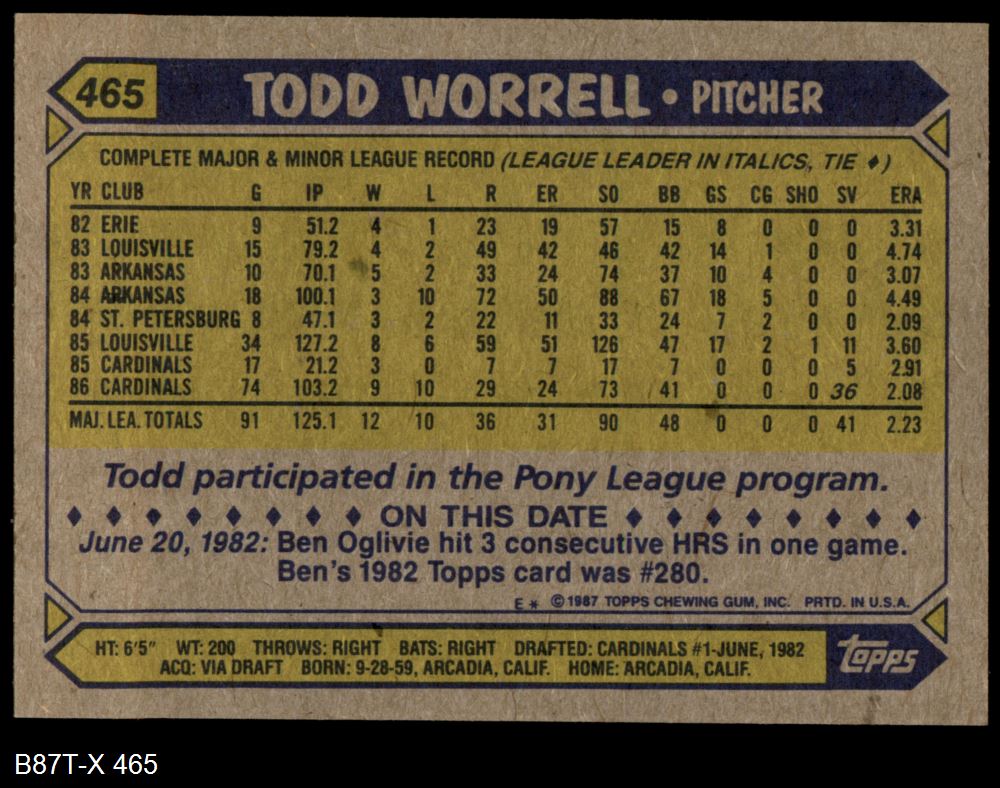 465 TODD WORRELL • PITCHER
COMPLETE MAJOR & MINOR LEAGUE RECORD (LEAGUE LEADER IN ITALICS, TIE ♦)
YR CLUB G IP W L R ER SO BB GS CG SHO SV ERA
82 ERIE 9 51.2 4 1 23 19 57 15 8 0 0 0 3.31
83 LOUISVILLE 15 79.2 4 2 49 42 46 42 14 1 0 0 4.74
83 ARKANSAS 10 70.1 5 2 33 24 74 37 10 4 0 0 3.07
84 ARKANSAS 18 100.1 3 10 72 50 88 67 18 5 0 0 4.49
84 ST. PETERSBURG 8 47.1 3 2 22 11 33 24 7 2 0 0 2.09
85 LOUISVILLE 34 127.2 8 6 59 51 126 47 17 2 1 11 3.60
85 CARDINALS 17 21.2 3 0 7 7 17 7 0 0 0 5 2.91
86 CARDINALS 74 103.2 9 10 29 24 73 41 0 0 0 36 2.08
MAJ. LEA. TOTALS 91 125.1 12 10 36 31 90 48 0 0 0 41 2.23
Todd participated in the Pony League program.
♦ ♦ ♦ ♦ ♦ ♦ ♦ ♦ ON THIS DATE ♦ ♦ ♦ ♦ ♦ ♦ ♦ ♦
June 20, 1982: Ben Oglivie hit 3 consecutive HRS in one game.
Ben's 1982 Topps card was #280.
E * ©1987 TOPPS CHEWING GUM, INC. PRTD. IN U.S.A.
HT: 6'5" WT: 200 THROWS: RIGHT BATS: RIGHT DRAFTED: CARDINALS #1-JUNE, 1982
ACQ: VIA DRAFT BORN: 9-28-59, ARCADIA, CALIF. HOME: ARCADIA, CALIF.
topps
B87T-X 465